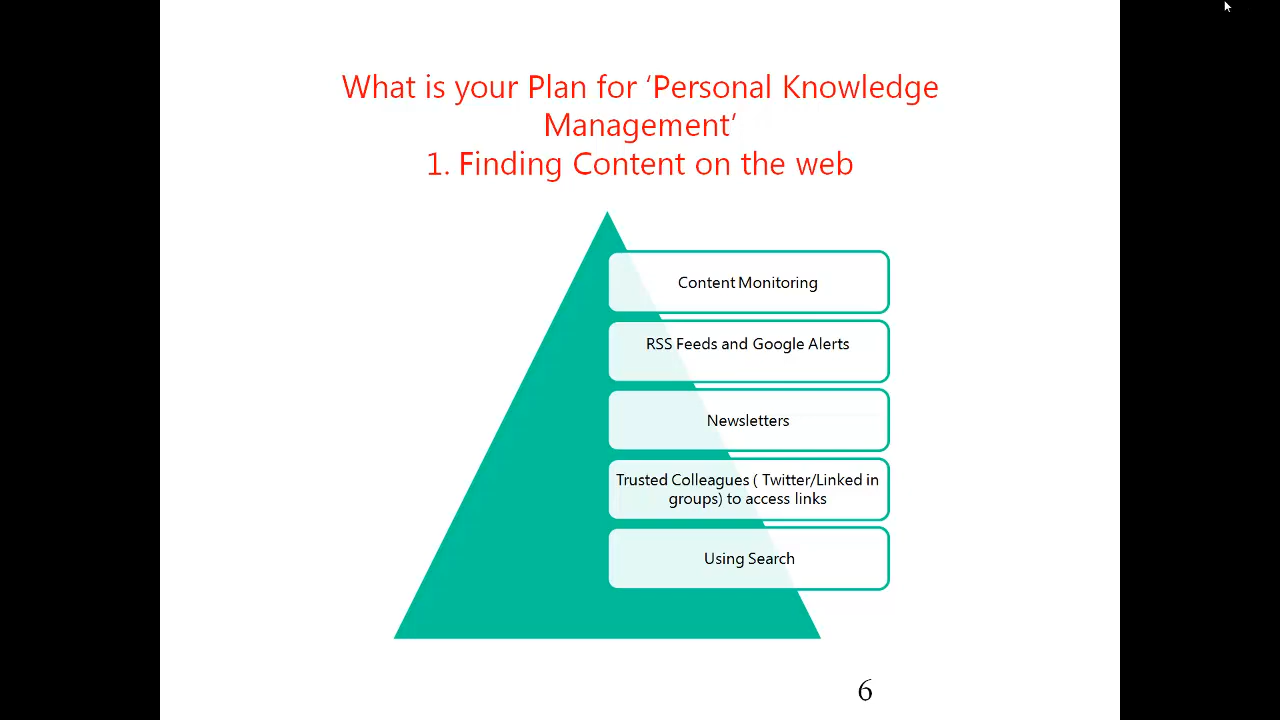 What is your Plan for ‘Personal Knowledge
Management’
1. Finding Content on the web
Content Monitoring
RSS Feeds and Google Alerts
Newsletters
Trusted Colleagues ( Twitter/Linked in
groups) to access links
Using Search
6